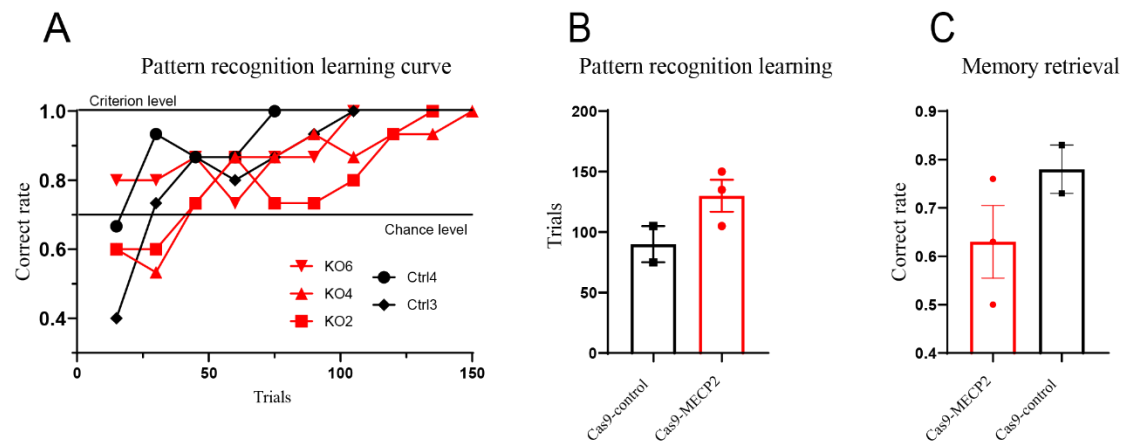 A
Pattern recognition learning curve
Criterion level
1.0
0.8
0.6
0.4
Correct rate
Chance level
KO6
KO4
KO2
Ctrl4
Ctrl3
0
50
100
150
Trials
B
Pattern recognition learning
200
150
100
50
0
Trials
Cas9-control
Cas9-MECP2
C
Memory retrieval
0.9
0.8
0.7
0.6
0.5
0.4
Correct rate
Cas9-MECP2
Cas9-control